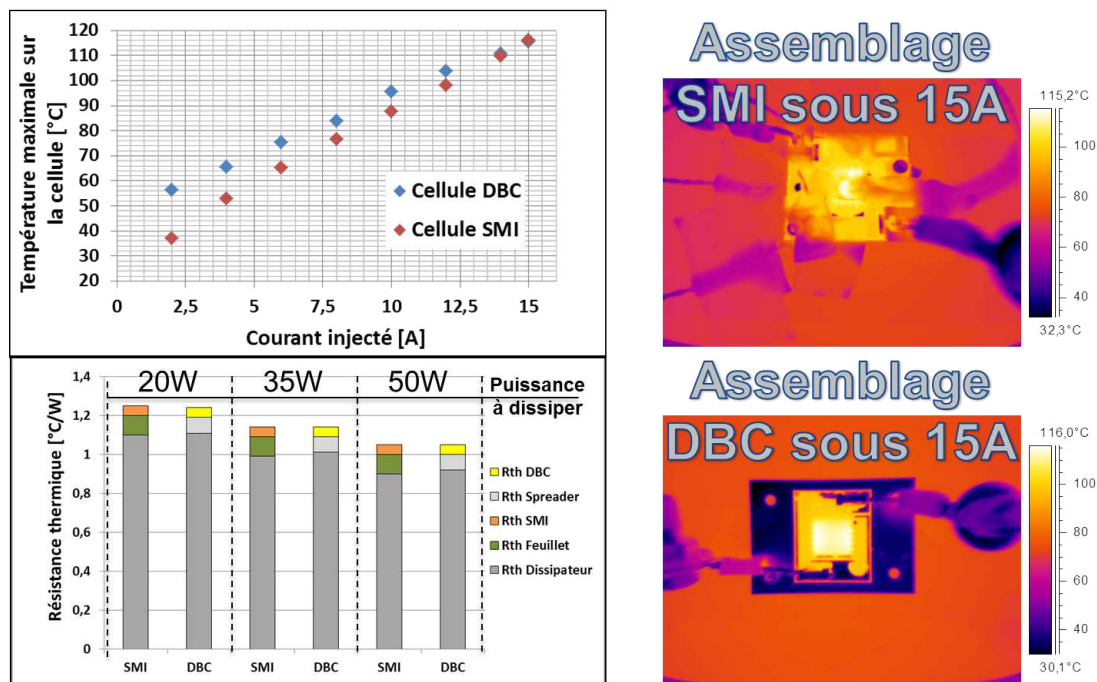 Température maximale sur
la cellule [°C]
120
110
100
90
80
70
60
50
40
30
20
0
2,5
5
7,5
10
12,5
15
Courant injecté [A]
Cellule DBC
Cellule SMI
Résistance thermique [°C/W]
1,4
1,2
1
0,8
0,6
0,4
0,2
0
20W
35W
50W
Puissance
à dissiper
Rth DBC
Rth Spreader
Rth SMI
Rth Feuillet
Rth Dissipateur
SMI
DBC
SMI
DBC
SMI
DBC
Assemblage
SMI sous 15A
115,2°C
100
80
60
40
32,3°C
Assemblage
DBC sous 15A
116,0°C
100
80
60
40
30,1°C